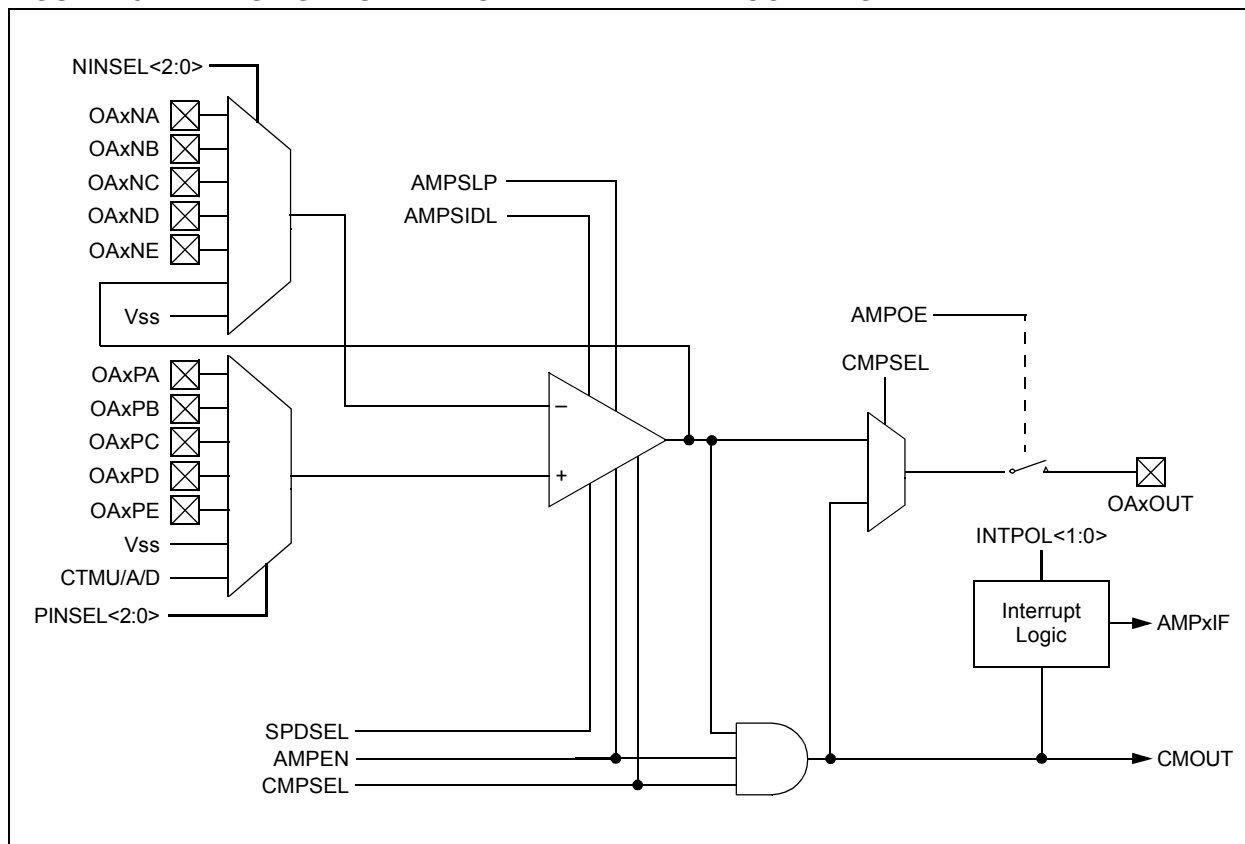 NINSEL<2:0>
OAxNA
OAxNB
OAxNC
OAxND
OAxNE
Vss
AMPSLP
AMPSIDL
AMPOE
CMPSEL
OAxPA
OAxPB
OAxPC
OAxPD
OAxPE
Vss
CTMU/A/D
PINSEL<2:0>
−
+
OAxOUT
INTPOL<1:0>
Interrupt
Logic
AMPxIF
SPDSEL
AMPEN
CMPSEL
CMOUT